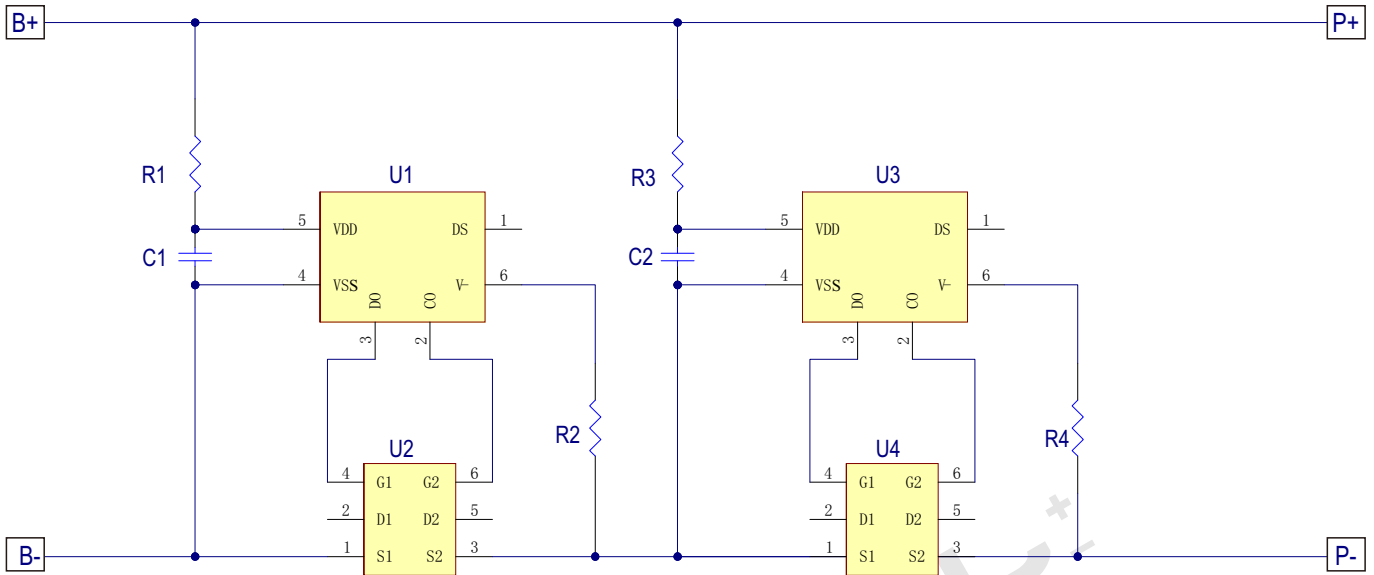 B+ P+
R1 U1 R3 U3
5 VDD DS 1 5 VDD DS 1
C1 C2
4 VSS V- 6 4 VSS V- 6
DO CO DO CO
3 2 3 2
R2 R4
U2 U4
4 G1 G2 6 4 G1 G2 6
2 D1 D2 5 2 D1 D2 5
B- 1 S1 S2 3 1 S1 S2 3 P-